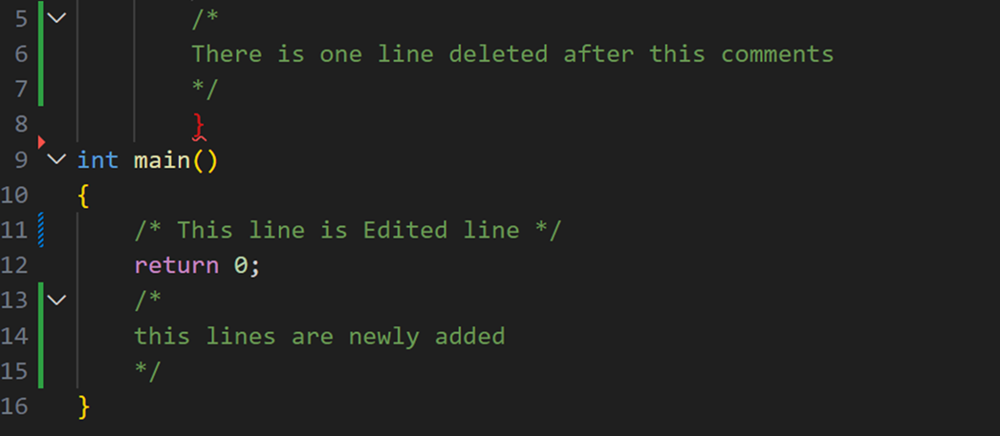 5 /*
6 There is one line deleted after this comments
7 */
8 }
9 int main()
10 {
11 /* This line is Edited line */
12 return 0;
13 /*
14 this lines are newly added
15 */
16 }